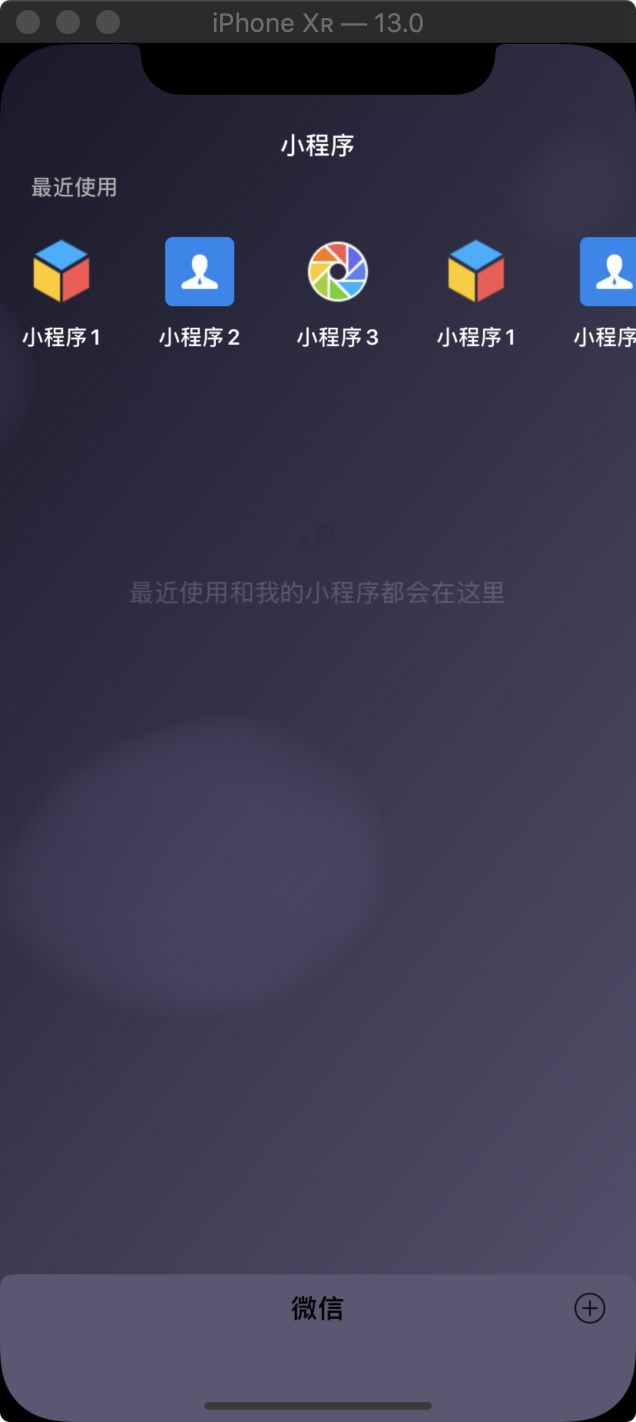 iPhone Xʀ — 13.0
小程序
最近使用
小程序1 小程序2 小程序3 小程序1 小程序
最近使用和我的小程序都会在这里
微信